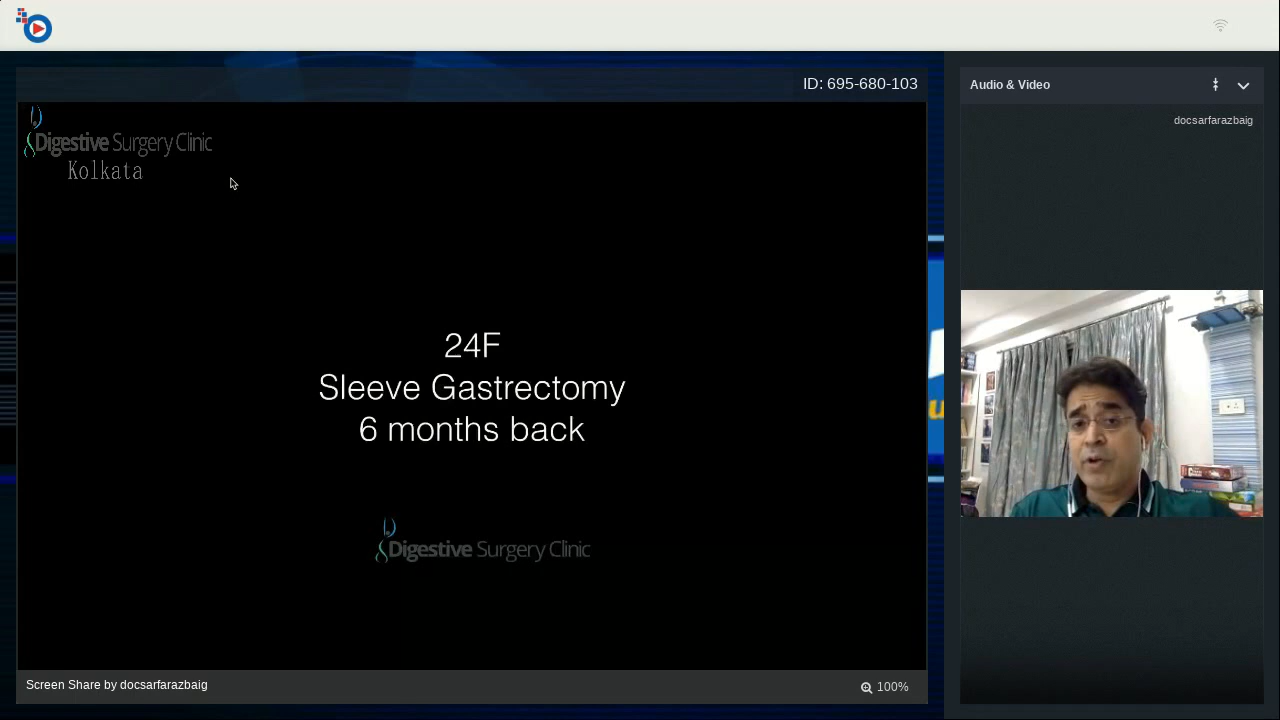 ID: 695-680-103
Audio & Video
docsarfarazbaig
Digestive Surgery Clinic
Kolkata
24F
Sleeve Gastrectomy
6 months back
Digestive Surgery Clinic
Screen Share by docsarfarazbaig
100%